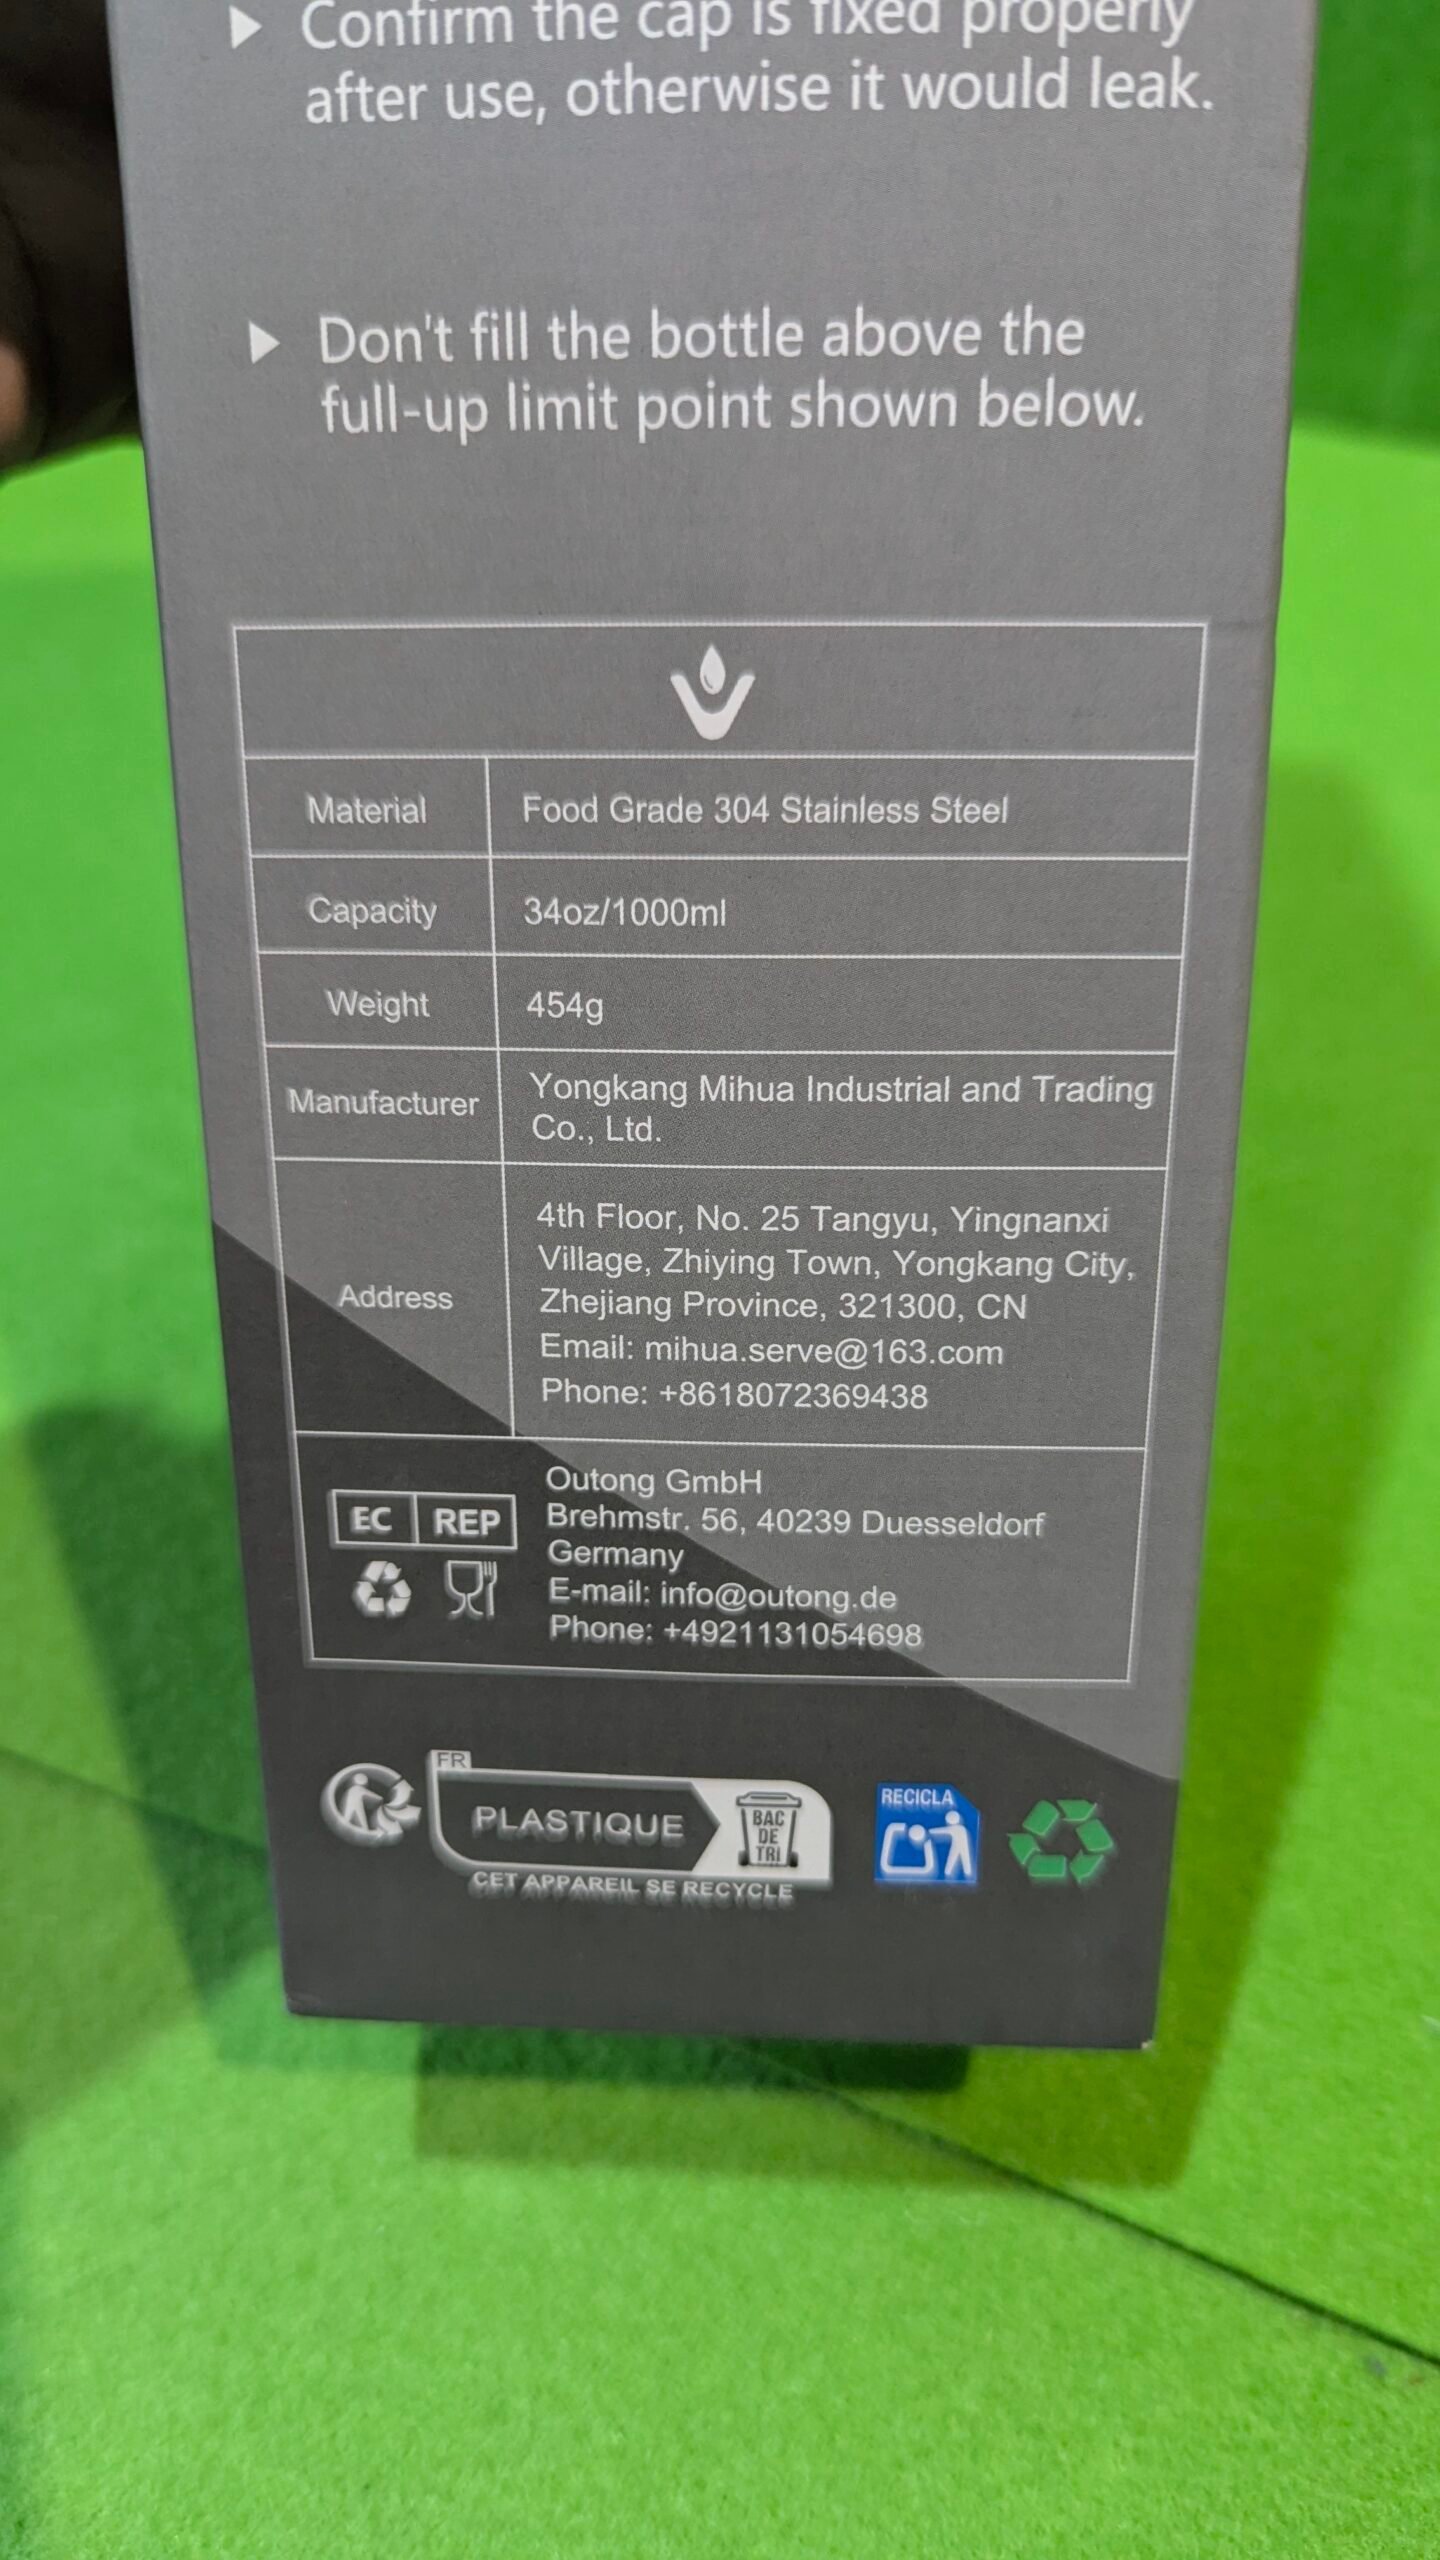 Confirm the cap is fixed properly
after use, otherwise it would leak.
Don't fill the bottle above the
full-up limit point shown below.
Material Food Grade 304 Stainless Steel
Capacity 34oz/1000ml
Weight 454g
Manufacturer Yongkang Mihua Industrial and Trading
Co., Ltd.
Address
4th Floor, No. 25 Tangyu, Yingnanxi
Village, Zhiying Town, Yongkang City,
Zhejiang Province, 321300, CN
Email: mihua.serve@163.com
Phone: +8618072369438
EC REP
Outong GmbH
Brehmstr. 56, 40239 Duesseldorf
Germany
E-mail: info@outong.de
Phone: +4921131054698
FR
PLASTIQUE
BAC
DE
TRI
CET APPAREIL SE RECYCLE
RECICLA